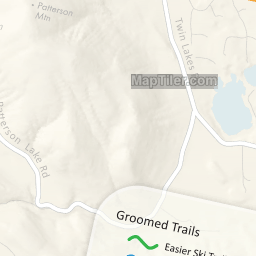 Patterson
Mtn
Twin Lakes
MapTiler.com
Patterson Lake Rd
Groomed Trails
Easier Ski